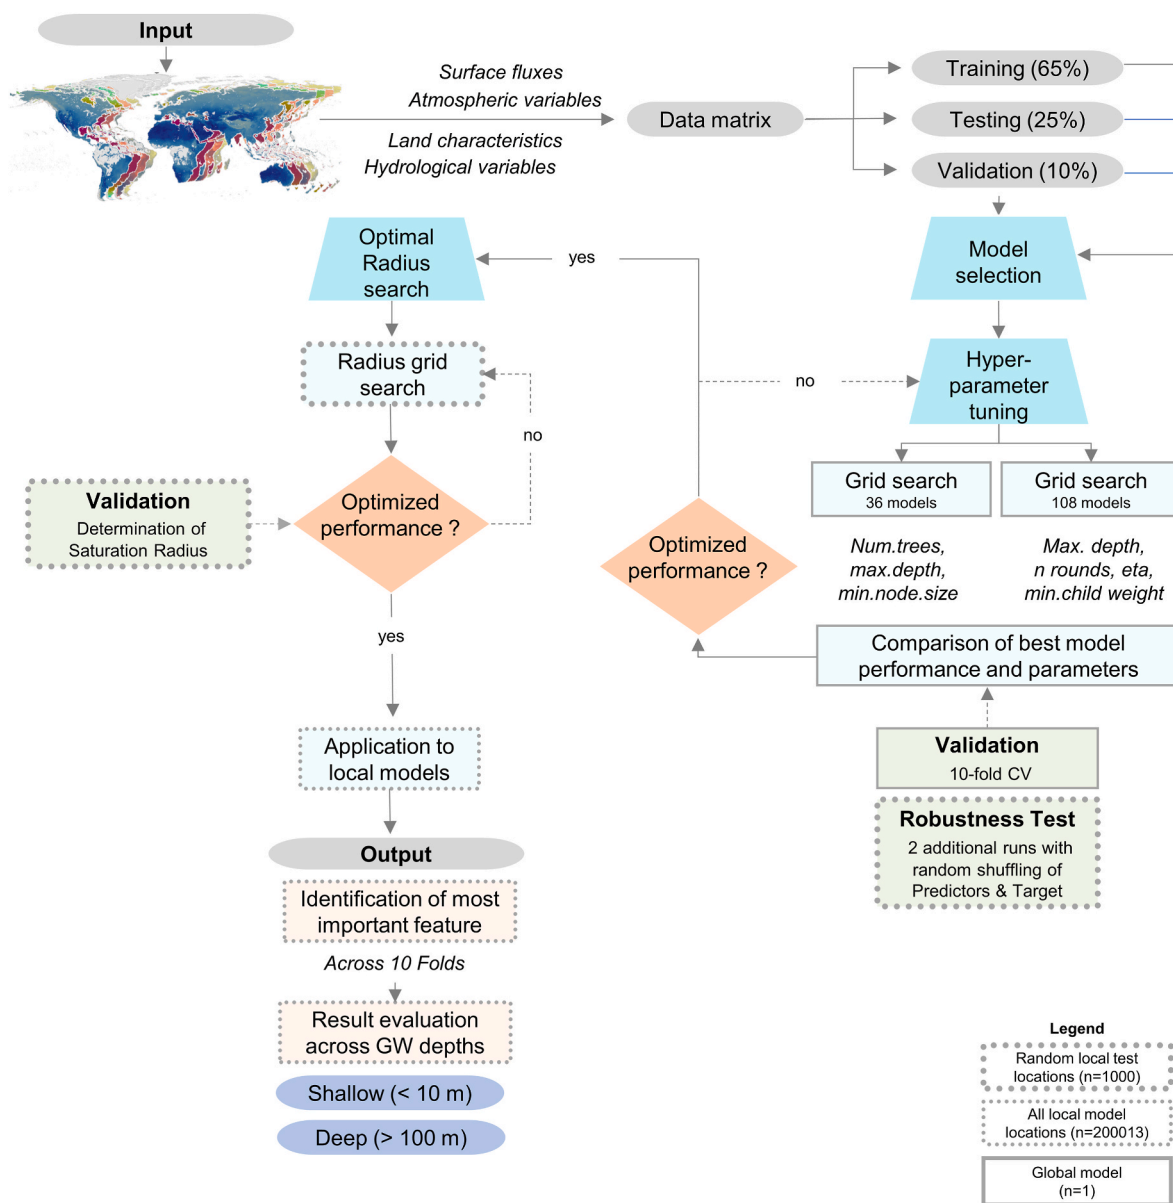 Input
Surface fluxes
Atmospheric variables
Land characteristics
Hydrological variables
Data matrix
Training (65%)
Testing (25%)
Validation (10%)
Model
selection
Hyper-
parameter
tuning
Grid search
36 models
Grid search
108 models
Num.trees,
max.depth,
min.node.size
Max. depth,
n rounds, eta,
min.child weight
Comparison of best model
performance and parameters
Validation
10-fold CV
Robustness Test
2 additional runs with
random shuffling of
Predictors & Target
Optimized
performance ?
no
yes
Optimal
Radius
search
Radius grid
search
no
Validation
Determination of
Saturation Radius
Optimized
performance ?
yes
Application to
local models
Output
Identification of most
important feature
Across 10 Folds
Result evaluation
across GW depths
Shallow (< 10 m)
Deep (> 100 m)
Legend
Random local test
locations (n=1000)
All local model
locations (n=200013)
Global model
(n=1)